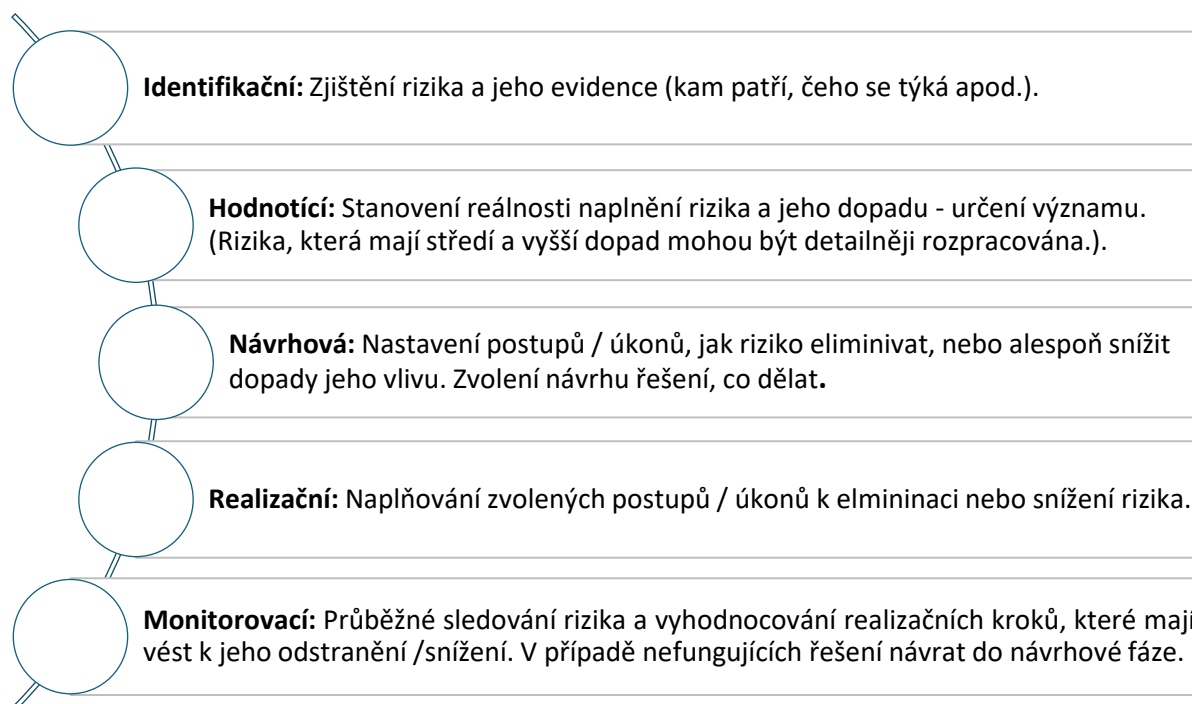 Identifikační: Zjištění rizika a jeho evidence (kam patří, čeho se týká apod.).
Hodnotící: Stanovení reálnosti naplnění rizika a jeho dopadu - určení významu.
(Rizika, která mají středí a vyšší dopad mohou být detailněji rozpracována.).
Návrhová: Nastavení postupů / úkonů, jak riziko eliminivat, nebo alespoň snížit
dopady jeho vlivu. Zvolení návrhu řešení, co dělat.
Realizační: Naplňování zvolených postupů / úkonů k elmininaci nebo snížení rizika.
Monitorovací: Průběžné sledování rizika a vyhodnocování realizačních kroků, které mají
vést k jeho odstranění /snížení. V případě nefungujících řešení návrat do návrhové fáze.